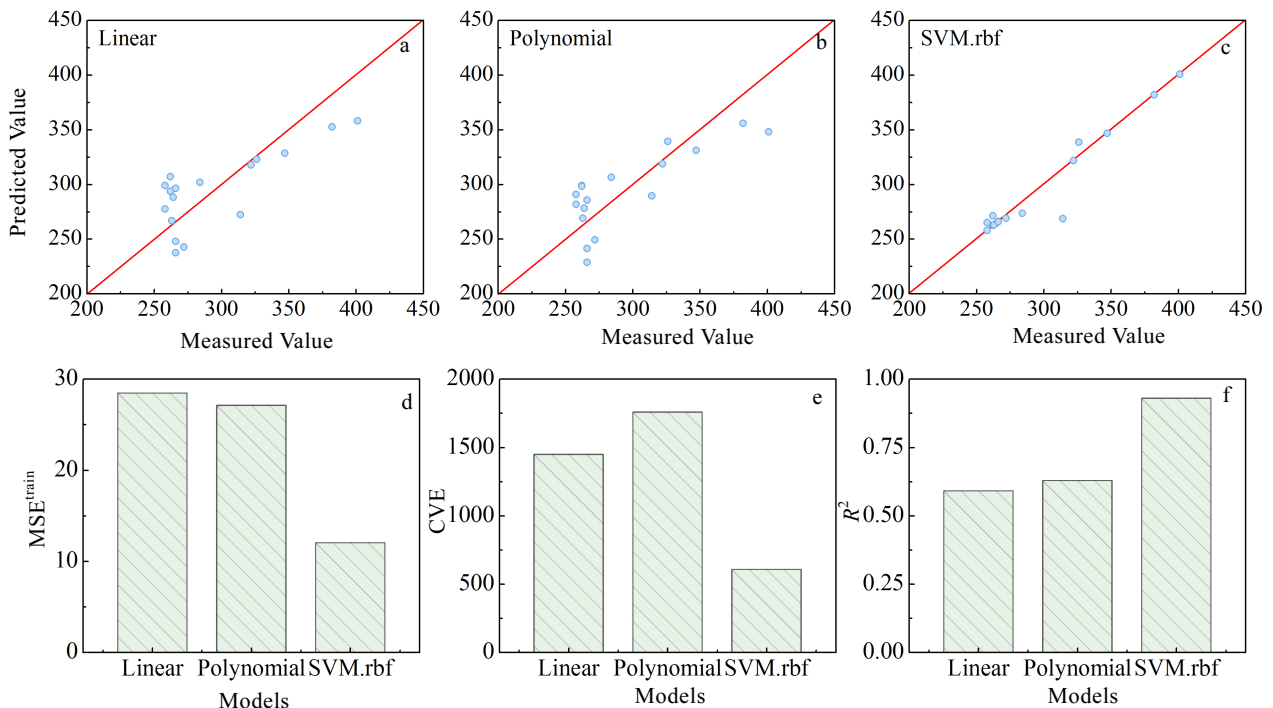 Linear
a
Predicted Value
450
400
350
300
250
200
200 250 300 350 400 450
Measured Value
Polynomial
b
450
400
350
300
250
200
200 250 300 350 400 450
Measured Value
SVM.rbf
c
450
400
350
300
250
200
200 250 300 350 400 450
Measured Value
d
MSE^train
30
20
10
0
Linear Polynomial SVM.rbf
Models
e
CVE
2000
1500
1000
500
0
Linear Polynomial SVM.rbf
Models
f
R²
1.00
0.75
0.50
0.25
0.00
Linear Polynomial SVM.rbf
Models